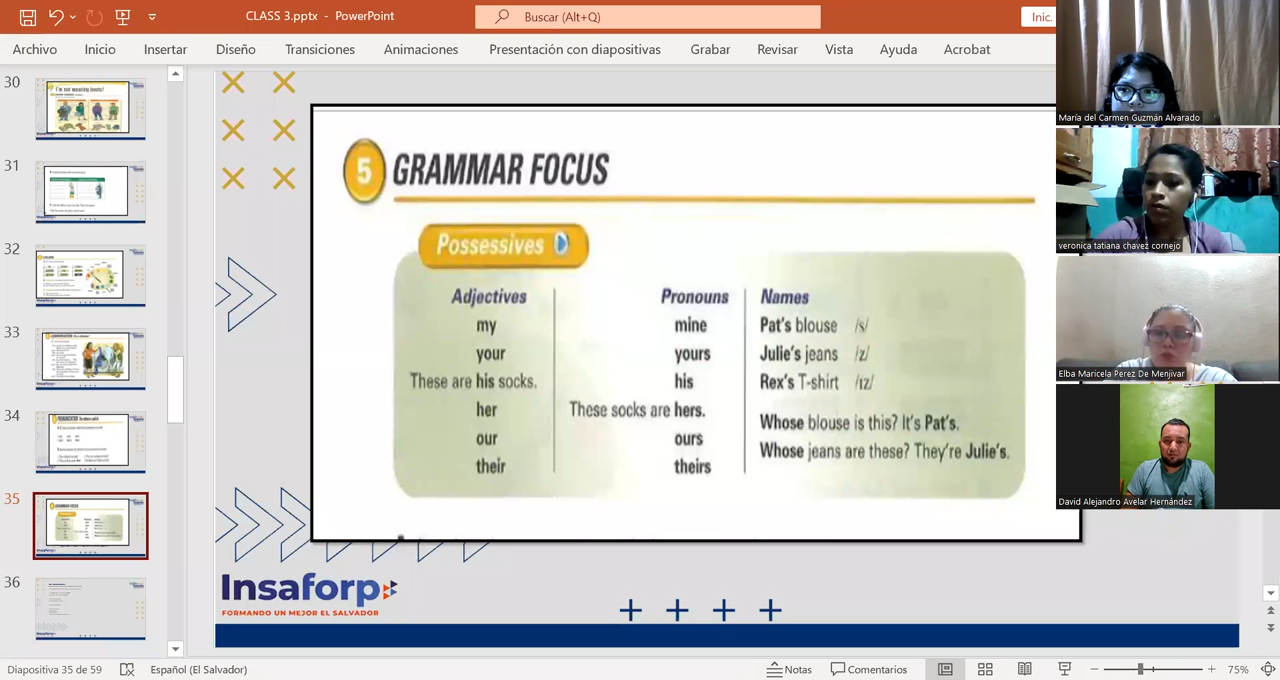 CLASS 3.pptx - PowerPoint
Buscar (Alt+Q)
Inic.
Archivo Inicio Insertar Diseño Transiciones Animaciones Presentación con diapositivas Grabar Revisar Vista Ayuda Acrobat
30
I'm not wearing boots!
31
32
33
34
35
36
5 GRAMMAR FOCUS
Possessives
Adjectives Pronouns Names
my mine Pat's blouse /s/
your yours Julie's jeans /z/
These are his socks. his Rex's T-shirt /ɪz/
her These socks are hers.
Whose blouse is this? It's Pat's.
our ours
Whose jeans are these? They're Julie's.
their theirs
Insaforp
FORMANDO UN MEJOR EL SALVADOR
María del Carmen Guzmán Alvarado
veronica tatiana chavez cornejo
Elba Maricela Perez De Menjivar
David Alejandro Avelar Hernández
Diapositiva 35 de 59 Español (El Salvador) Notas Comentarios 75%